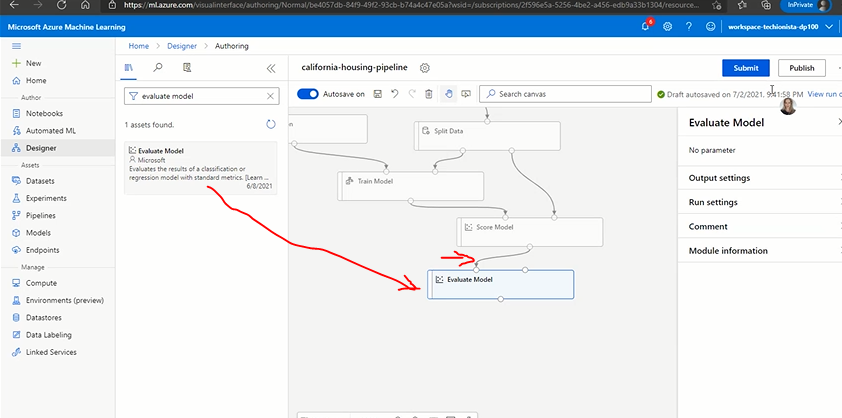 https://ml.azure.com/visualinterface/authoring/Normal/be4057db-84f9-49f2-93cb-b74a4c47e05a?wsid=/subscriptions/2f596e5a-5256-4be2-a456-edb9a33b1304/resource...
InPrivate
Microsoft Azure Machine Learning
6
workspace-techionista-dp100
Home > Designer > Authoring
New
Home
Author
Notebooks
Automated ML
Designer
Assets
Datasets
Experiments
Pipelines
Models
Endpoints
Manage
Compute
Environments (preview)
Datastores
Data Labeling
Linked Services
evaluate model
1 assets found.
Evaluate Model
Microsoft
Evaluates the results of a classification or
regression model with standard metrics. [Learn ...
6/8/2021
california-housing-pipeline
Submit
Publish
Autosave on
Search canvas
Draft autosaved on 7/2/2021, 9:41:58 PM
View run
on
Split Data
Train Model
Score Model
Evaluate Model
Evaluate Model
No parameter
Output settings
Run settings
Comment
Module information